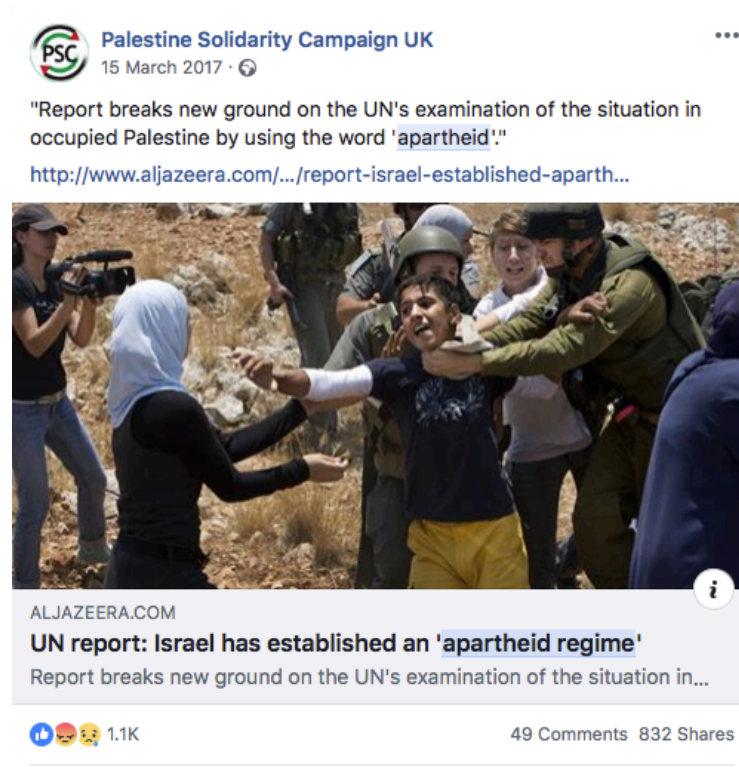 PSC
Palestine Solidarity Campaign UK
15 March 2017 ·
"Report breaks new ground on the UN's examination of the situation in
occupied Palestine by using the word 'apartheid'."
http://www.aljazeera.com/.../report-israel-established-aparth...
i
ALJAZEERA.COM
UN report: Israel has established an 'apartheid regime'
Report breaks new ground on the UN's examination of the situation in...
1.1K
49 Comments 832 Shares